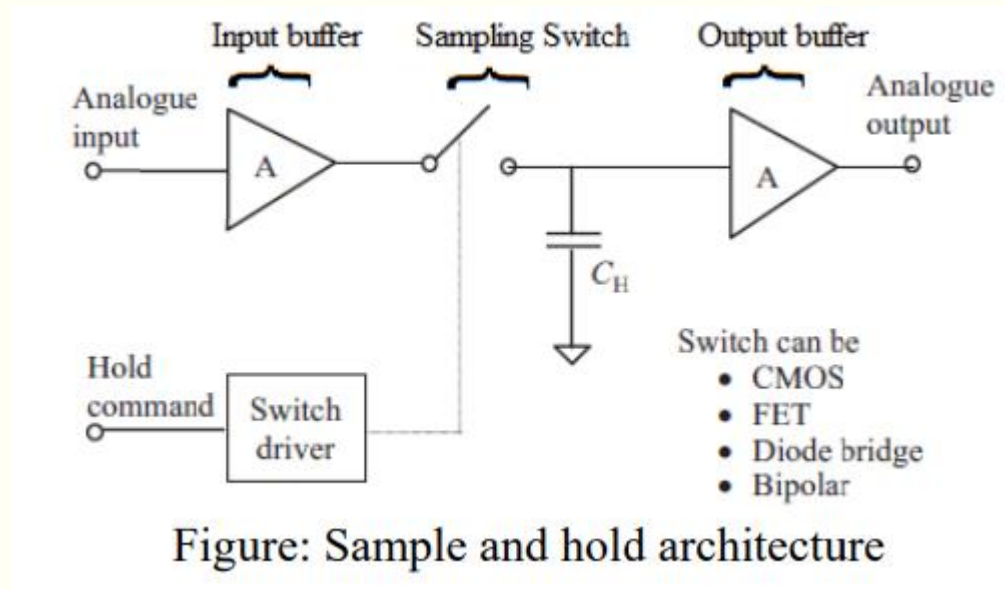 Input buffer
Sampling Switch
Output buffer
Analogue
input
A
A
Analogue
output
C_H
Hold
command
Switch
driver
Switch can be
• CMOS
• FET
• Diode bridge
• Bipolar
Figure: Sample and hold architecture